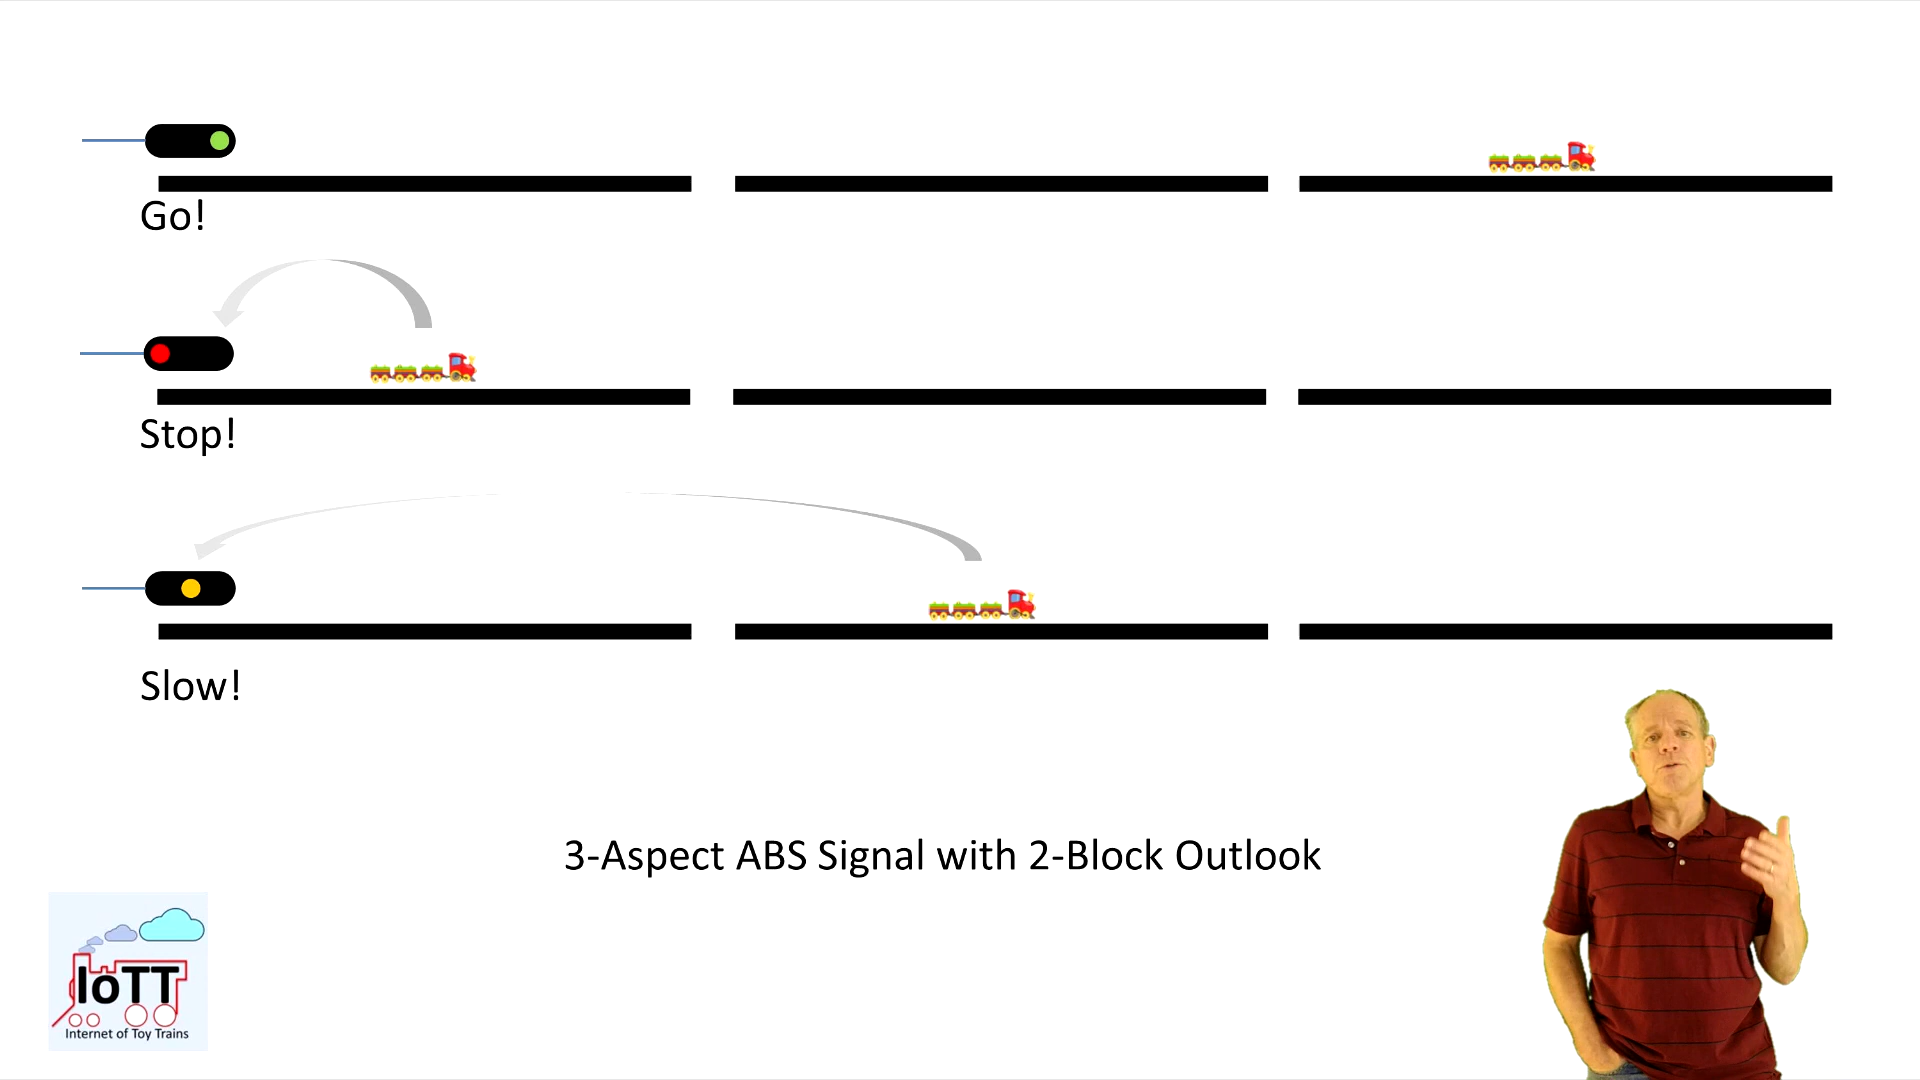 Go!
Stop!
Slow!
3-Aspect ABS Signal with 2-Block Outlook
IoTT
Internet of Toy Trains